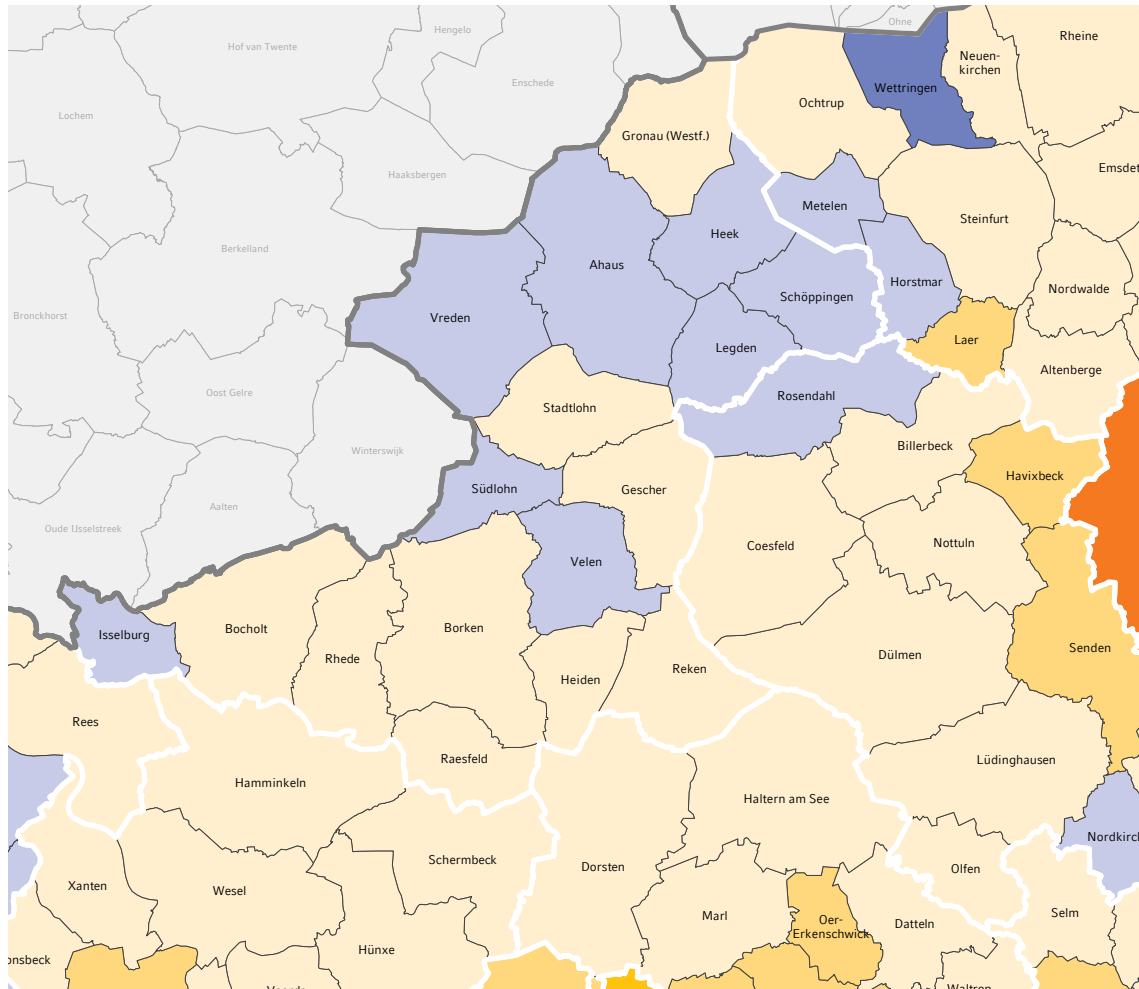 Ohne
Hengelo
Rheine
Hof van Twente
Neuen-
kirchen
Enschede
Wettringen
Ochtrup
Lochem
Gronau (Westf.)
Emsdet
Haaksbergen
Metelen
Steinfurt
Heek
Berkelland
Ahaus
Horstmar
Nordwalde
Schöppingen
Bronckhorst
Vreden
Laer
Legden
Altenberge
Oost Gelre
Rosendahl
Stadtlohn
Billerbeck
Winterswijk
Havixbeck
Südlohn
Gescher
Aalten
Oude IJsselstreek
Nottuln
Coesfeld
Velen
Bocholt
Borken
Isselburg
Senden
Dülmen
Rhede
Reken
Heiden
Rees
Raesfeld
Lüdinghausen
Hamminkeln
Haltern am See
Nordkirch
Schermbeck
Dorsten
Olfen
Xanten
Wesel
Selm
Marl
Oer-
Erkenschwick
Datteln
Hünxe
onsbeck
Voerde
Waltrop